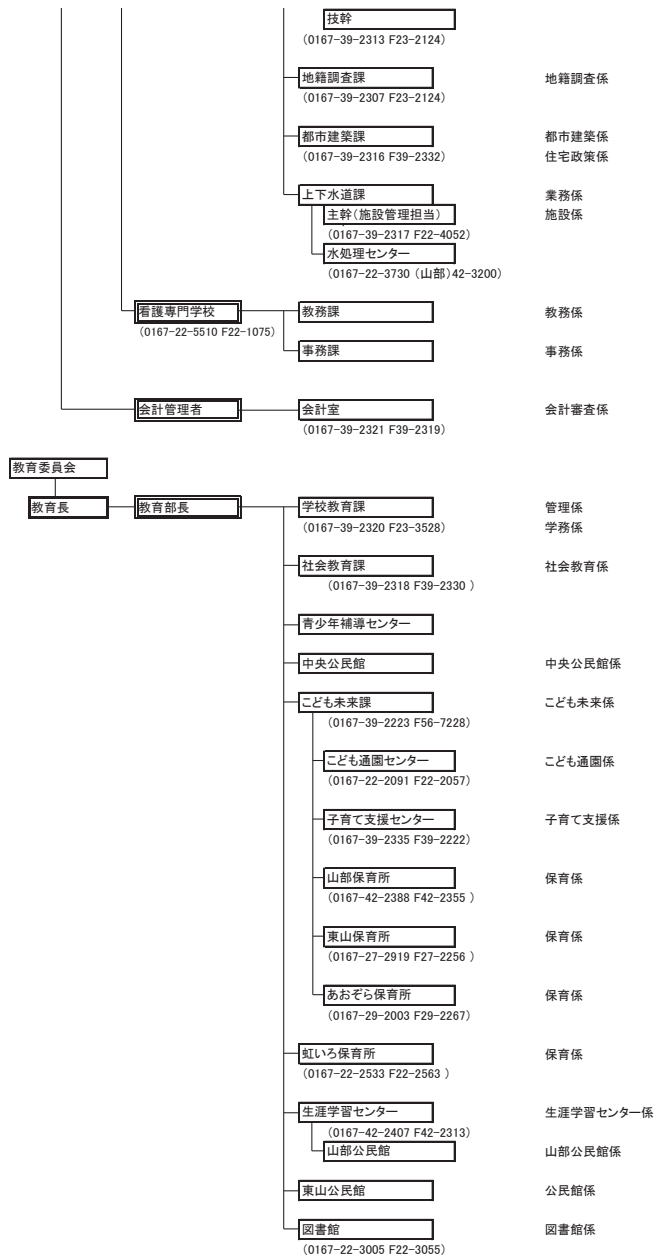 技幹
(0167-39-2313 F23-2124)
地籍調査課 地籍調査係
(0167-39-2307 F23-2124)
都市建築課 都市建築係
(0167-39-2316 F39-2332) 住宅政策係
上下水道課 業務係
主幹(施設管理担当) 施設係
(0167-39-2317 F22-4052)
水処理センター
(0167-22-3730 (山部)42-3200)
看護専門学校 教務課 教務係
(0167-22-5510 F22-1075)
事務課 事務係
会計管理者 会計室 会計審査係
(0167-39-2321 F39-2319)
教育委員会
教育長 教育部長 学校教育課 管理係
(0167-39-2320 F23-3528) 学務係
社会教育課 社会教育係
(0167-39-2318 F39-2330 )
青少年補導センター
中央公民館 中央公民館係
こども未来課 こども未来係
(0167-39-2223 F56-7228)
こども通園センター こども通園係
(0167-22-2091 F22-2057)
子育て支援センター 子育て支援係
(0167-39-2335 F39-2222)
山部保育所 保育係
(0167-42-2388 F42-2355 )
東山保育所 保育係
(0167-27-2919 F27-2256 )
あおぞら保育所 保育係
(0167-29-2003 F29-2267)
虹いろ保育所 保育係
(0167-22-2533 F22-2563 )
生涯学習センター 生涯学習センター係
(0167-42-2407 F42-2313)
山部公民館 山部公民館係
東山公民館 公民館係
図書館 図書館係
(0167-22-3005 F22-3055)